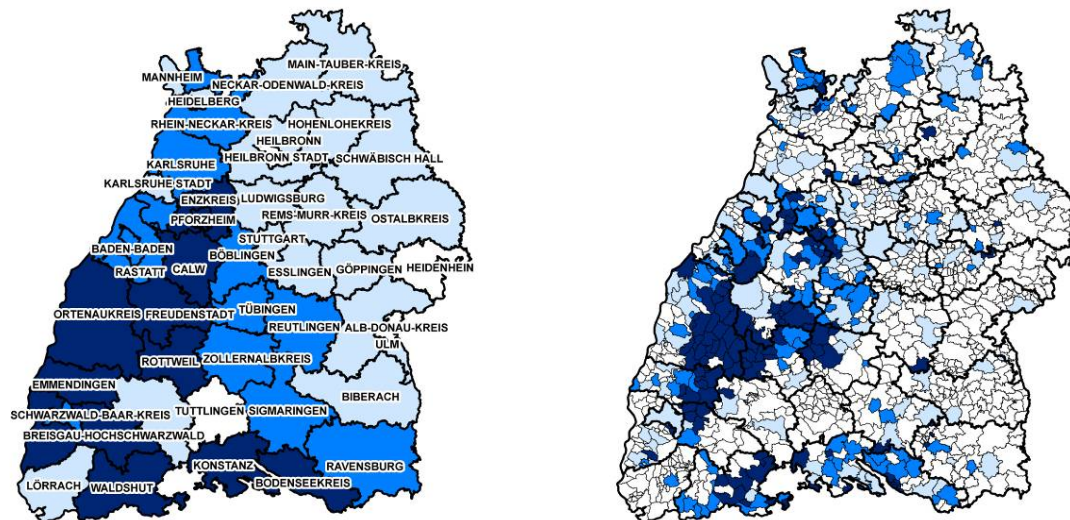 MAIN-TAUBER-KREIS
MANNHEIM
NECKAR-ODENWALD-KREIS
HEIDELBERG
RHEIN-NECKAR-KREIS
HOHENLOHEKREIS
HEILBRONN
HEILBRONN STADT
SCHWÄBISCH HALL
KARLSRUHE
KARLSRUHE STADT
ENZKREIS
LUDWIGSBURG
PFORZHEIM
REMS-MURR-KREIS
OSTALBKREIS
STUTTGART
BADEN-BADEN
BÖBLINGEN
RASTATT
CALW
ESSLINGEN
GÖPPINGEN
HEIDENHEIN
ORTENAUKREIS
FREUDENSTADT
TÜBINGEN
REUTLINGEN
ALB-DONAU-KREIS
ULM
ROTTWEIL
ZOLLERNALBKREIS
EMMENDINGEN
BIBERACH
SCHWARZWALD-BAAR-KREIS
TUTTLINGEN
SIGMARINGEN
BREISGAU-HOCHSCHWARZWALD
KONSTANZ
RAVENSBURG
LÖRRACH
WALDSHUT
BODENSEEKREIS